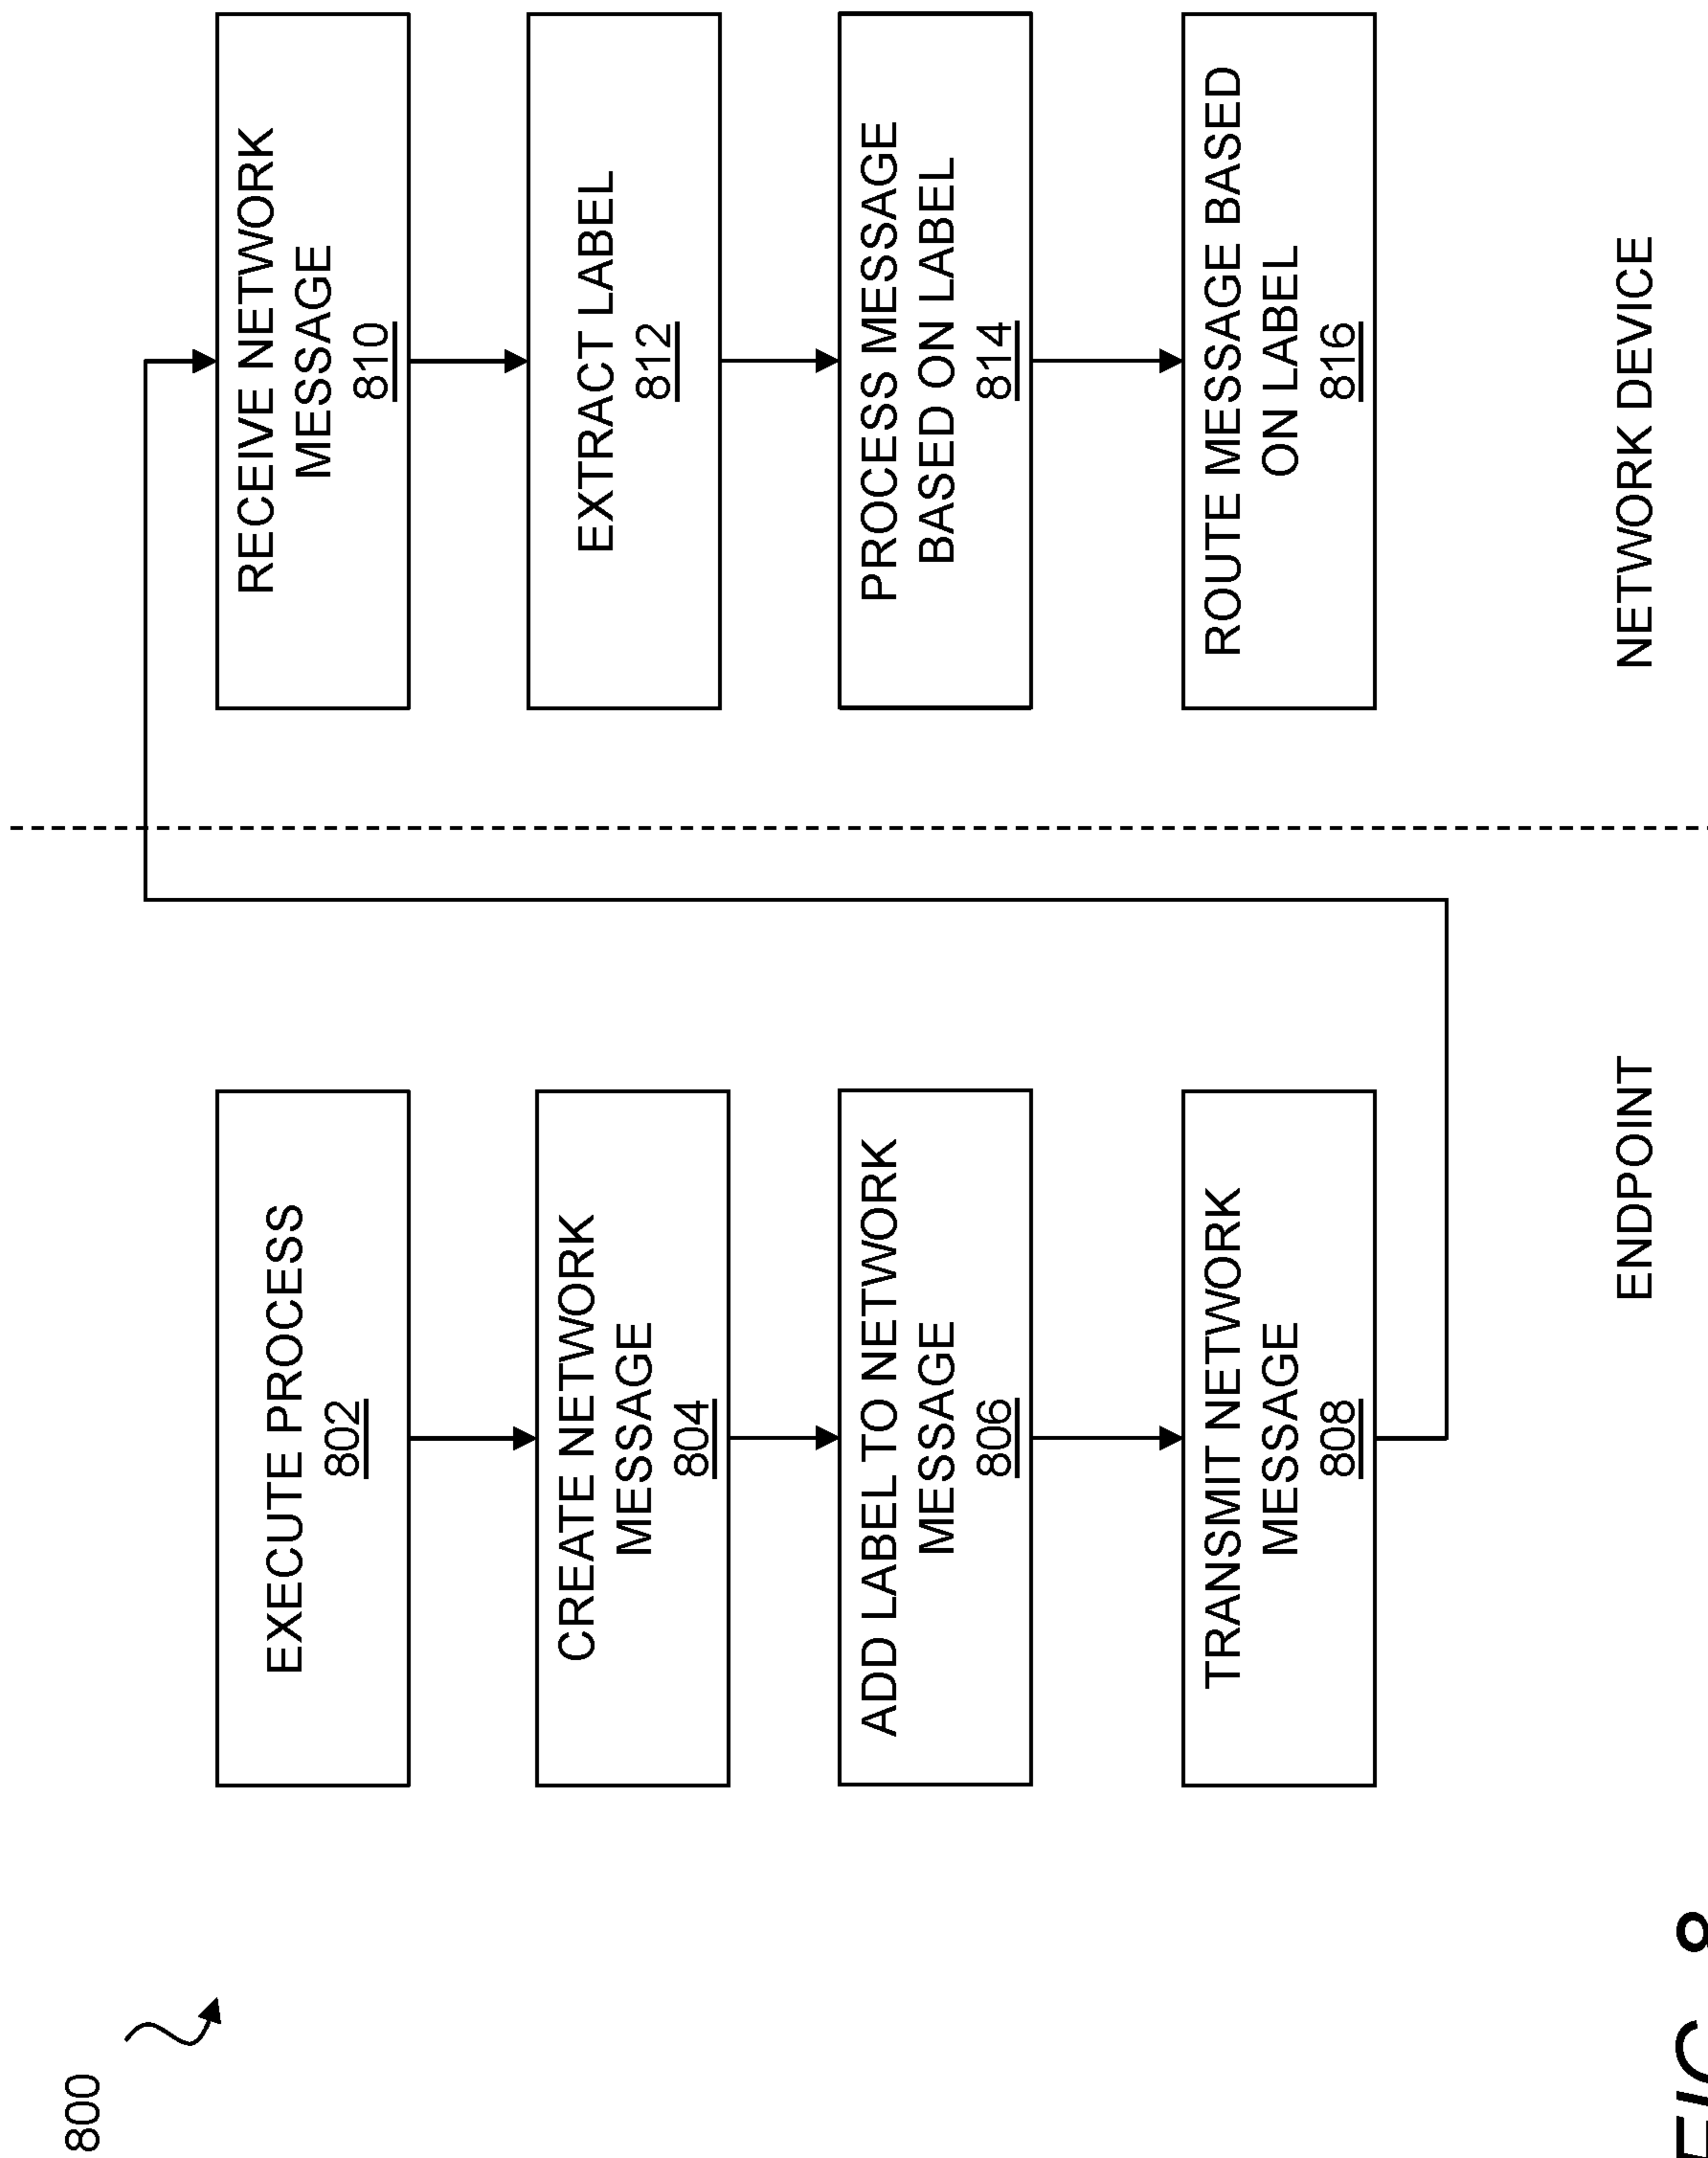 800
EXECUTE PROCESS
802
CREATE NETWORK
MESSAGE
804
ADD LABEL TO NETWORK
MESSAGE
806
TRANSMIT NETWORK
MESSAGE
808
ENDPOINT
RECEIVE NETWORK
MESSAGE
810
EXTRACT LABEL
812
PROCESS MESSAGE
BASED ON LABEL
814
ROUTE MESSAGE BASED
ON LABEL
816
NETWORK DEVICE
FIG. 8